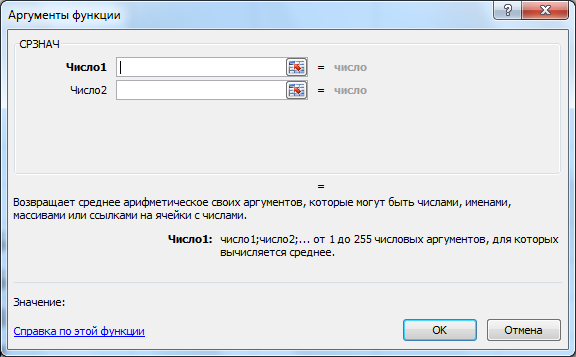 Аргументы функции
СРЗНАЧ
Число1 = число
Число2 = число
=
Возвращает среднее арифметическое своих аргументов, которые могут быть числами, именами,
массивами или ссылками на ячейки с числами.
Число1: число1;число2;... от 1 до 255 числовых аргументов, для которых
вычисляется среднее.
Значение:
Справка по этой функции
ОК
Отмена